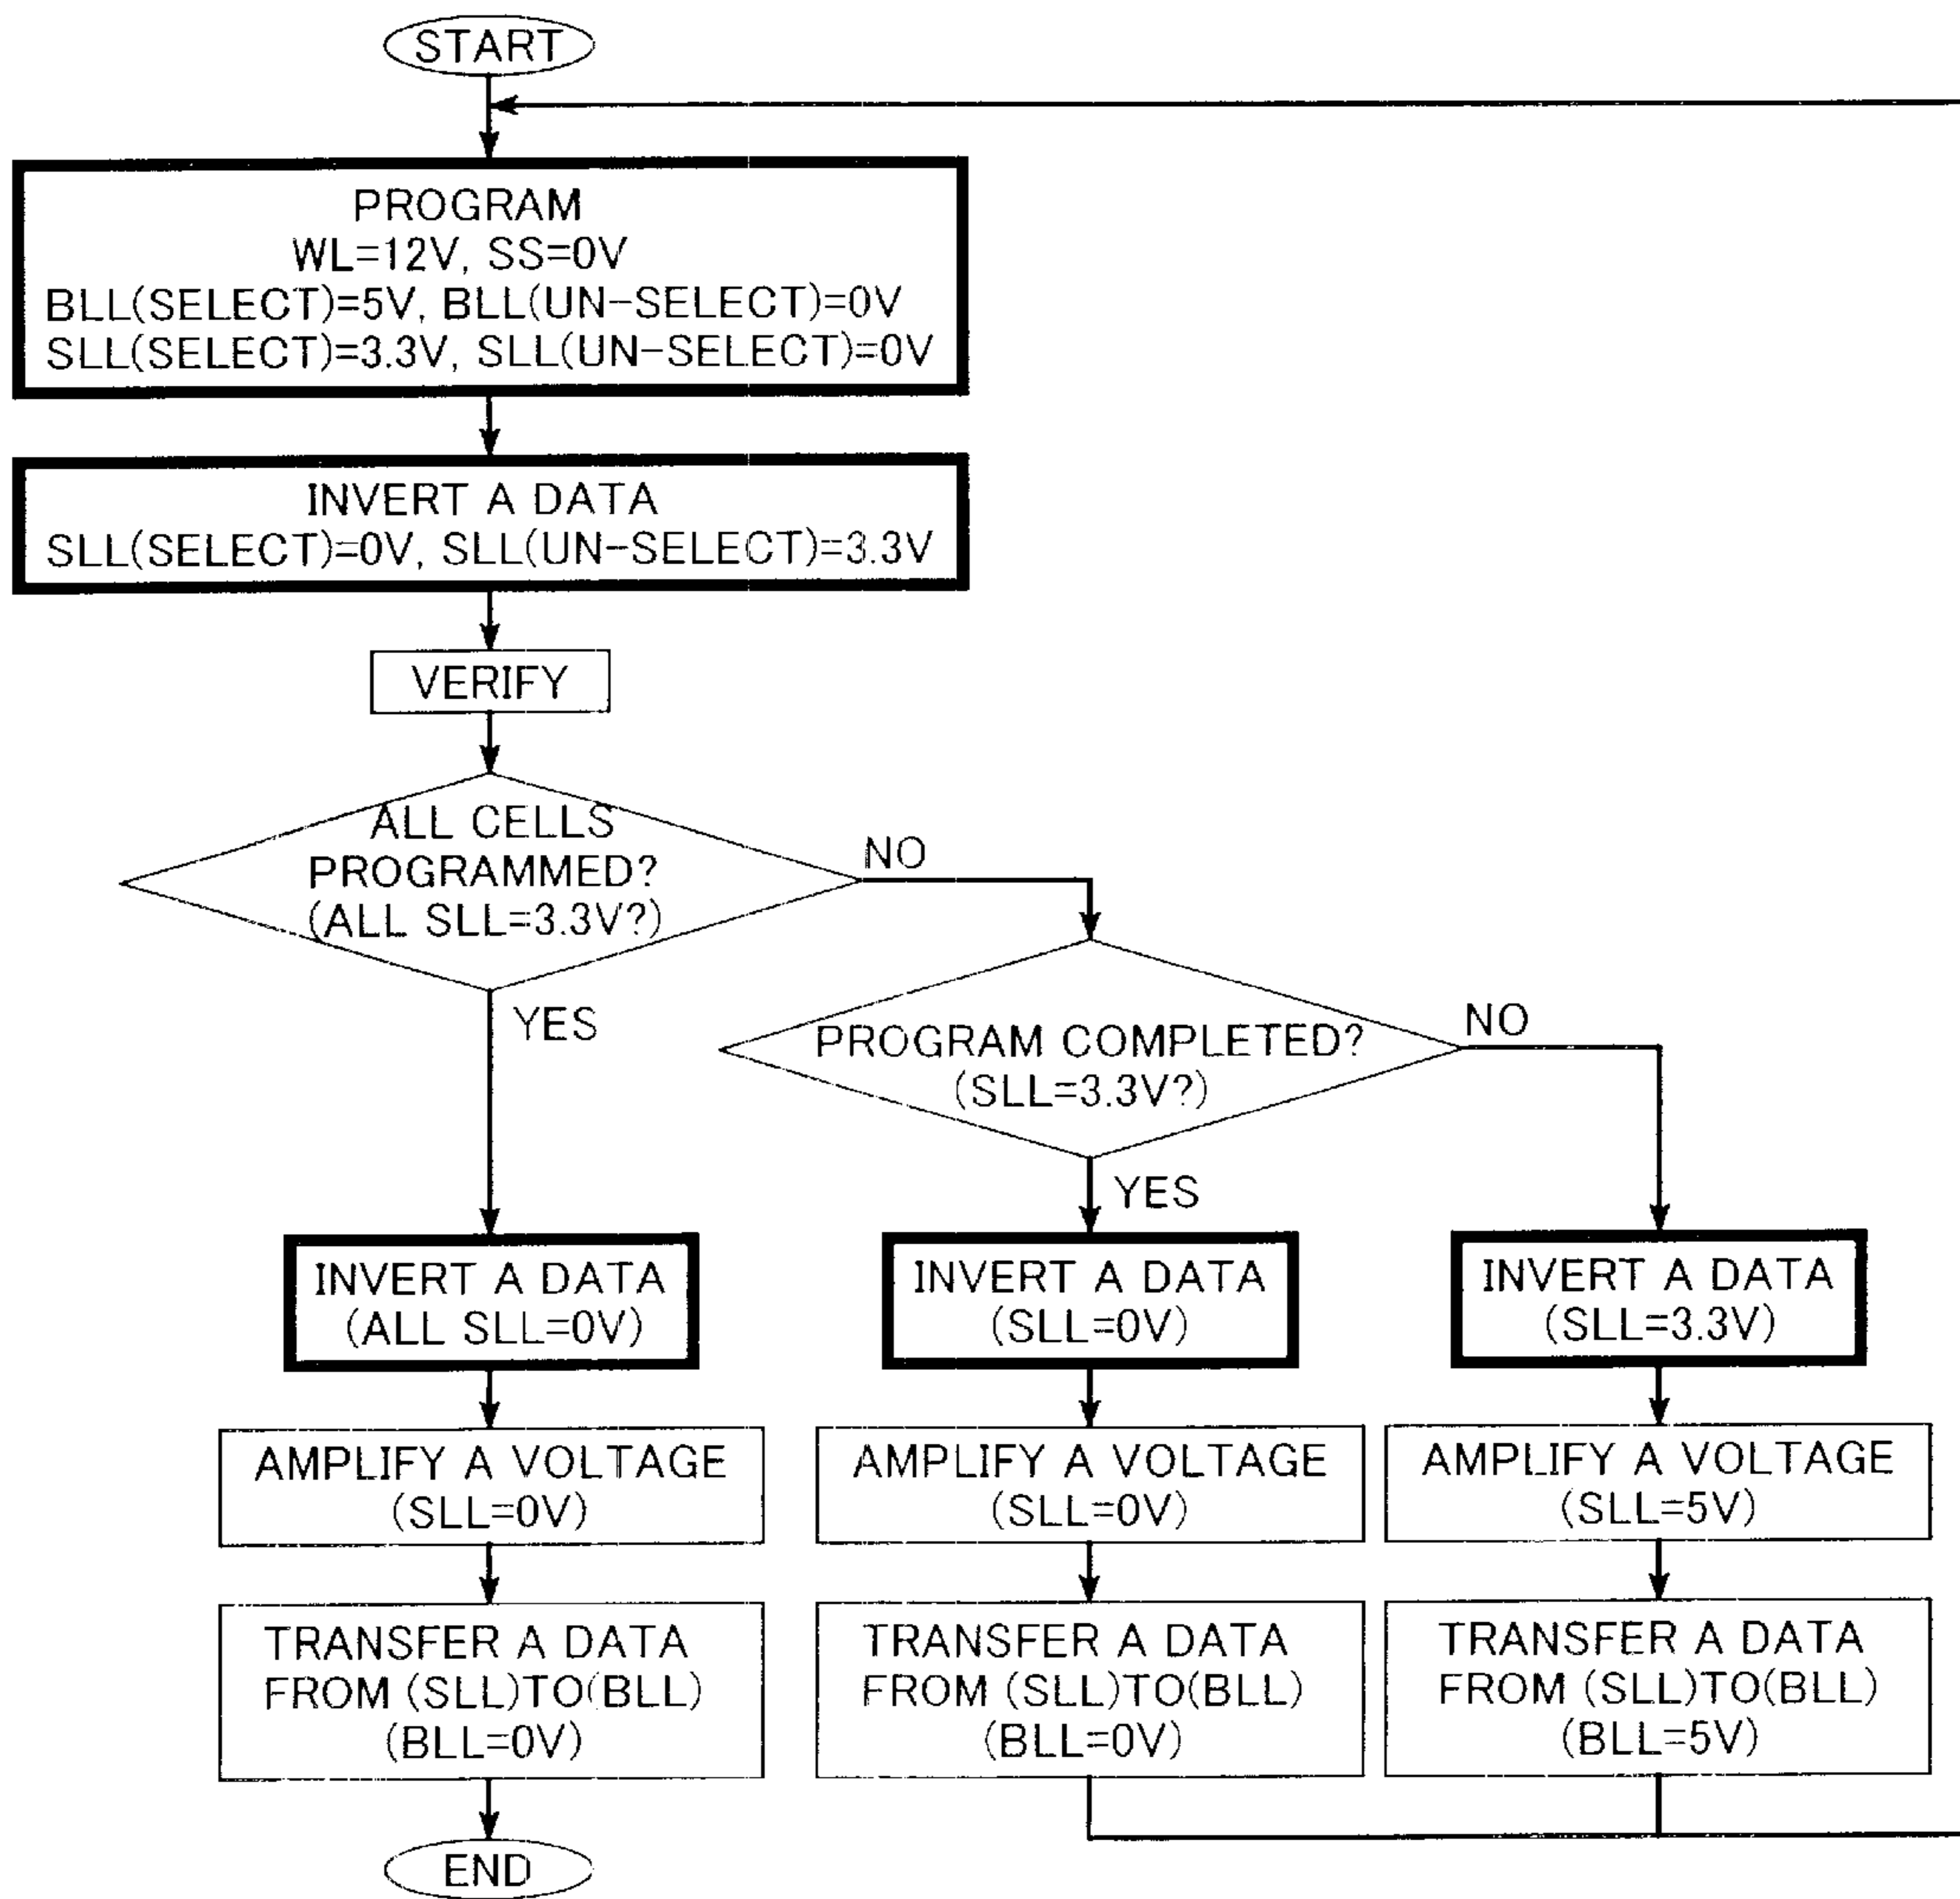 START
PROGRAM
WL=12V, SS=0V
BLL(SELECT)=5V, BLL(UN-SELECT)=0V
SLL(SELECT)=3.3V, SLL(UN-SELECT)=0V
INVERT A DATA
SLL(SELECT)=0V, SLL(UN-SELECT)=3.3V
VERIFY
ALL CELLS
PROGRAMMED?
(ALL SLL=3.3V?)
NO
YES
PROGRAM COMPLETED?
(SLL=3.3V?)
NO
YES
INVERT A DATA
(ALL SLL=0V)
INVERT A DATA
(SLL=0V)
INVERT A DATA
(SLL=3.3V)
AMPLIFY A VOLTAGE
(SLL=0V)
AMPLIFY A VOLTAGE
(SLL=0V)
AMPLIFY A VOLTAGE
(SLL=5V)
TRANSFER A DATA
FROM (SLL)TO(BLL)
(BLL=0V)
TRANSFER A DATA
FROM (SLL)TO(BLL)
(BLL=0V)
TRANSFER A DATA
FROM (SLL)TO(BLL)
(BLL=5V)
END